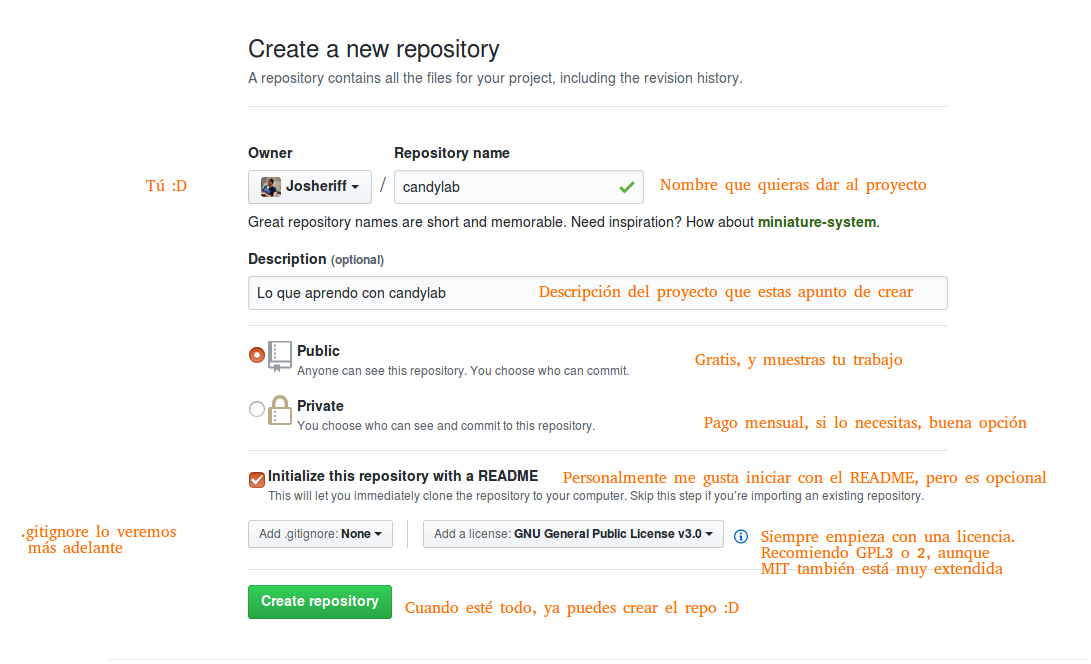 Create a new repository
A repository contains all the files for your project, including the revision history.
Owner
Repository name
Tú :D
Josheriff
/
candylab
Nombre que quieras dar al proyecto
Great repository names are short and memorable. Need inspiration? How about miniature-system.
Description (optional)
Lo que aprendo con candylab
Descripción del proyecto que estas apunto de crear
Public
Anyone can see this repository. You choose who can commit.
Gratis, y muestras tu trabajo
Private
You choose who can see and commit to this repository.
Pago mensual, si lo necesitas, buena opción
Initialize this repository with a README
Personalmente me gusta iniciar con el README, pero es opcional
This will let you immediately clone the repository to your computer. Skip this step if you’re importing an existing repository.
.gitignore lo veremos
más adelante
Add .gitignore: None
Add a license: GNU General Public License v3.0
Siempre empieza con una licencia.
Recomiendo GPL3 o 2, aunque
MIT también está muy extendida
Create repository
Cuando esté todo, ya puedes crear el repo :D